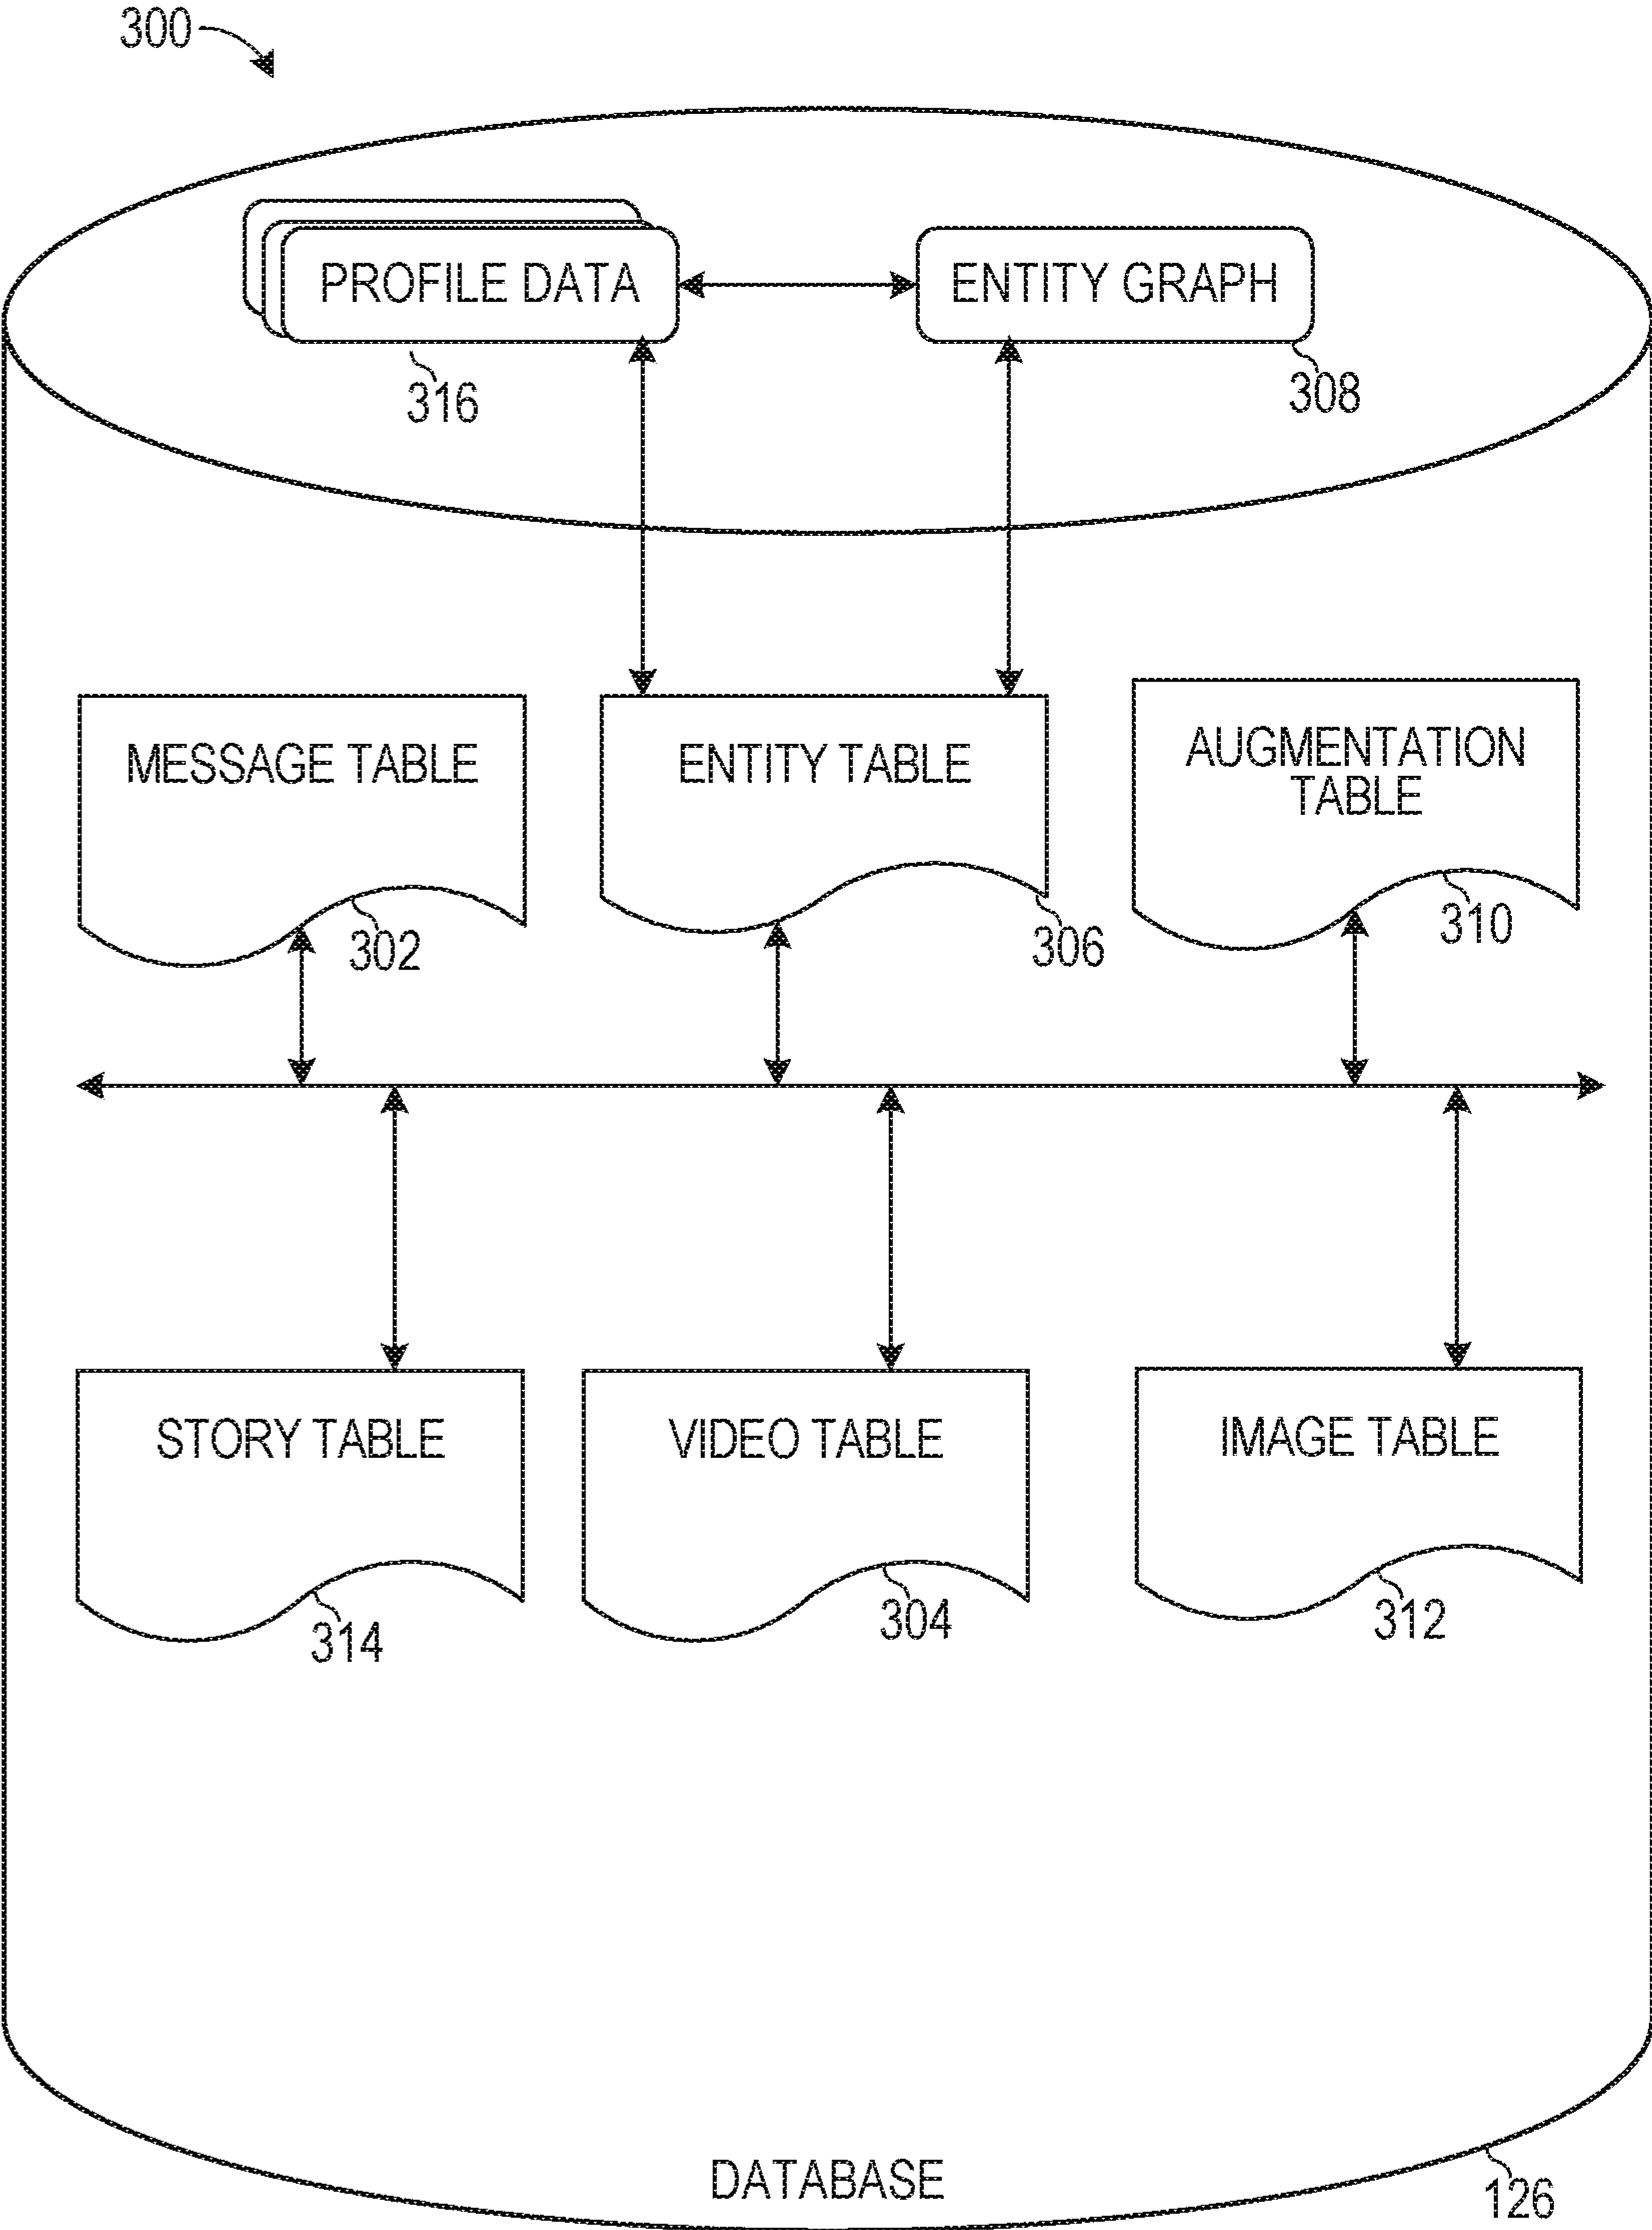 300
PROFILE DATA
ENTITY GRAPH
316
308
MESSAGE TABLE
ENTITY TABLE
AUGMENTATION
TABLE
302
306
310
STORY TABLE
VIDEO TABLE
IMAGE TABLE
314
304
312
DATABASE
126